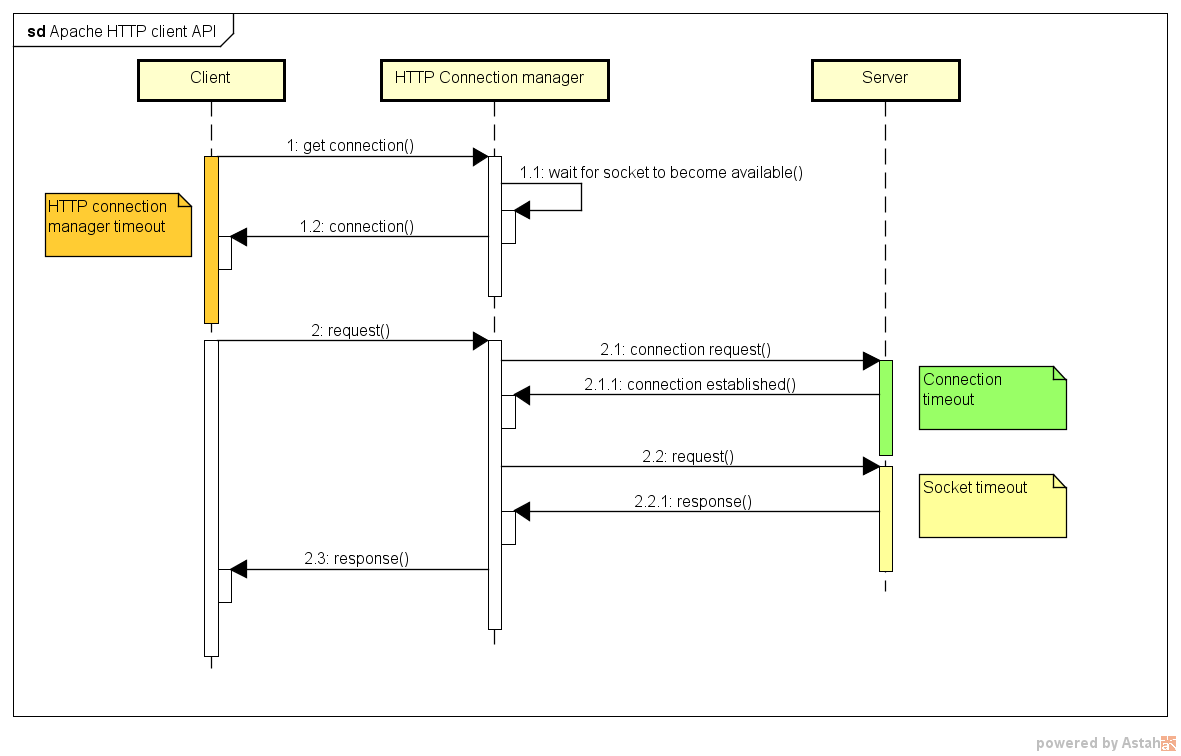 sd Apache HTTP client API
Client
HTTP Connection manager
Server
1: get connection()
1.1: wait for socket to become available()
HTTP connection
manager timeout
1.2: connection()
2: request()
2.1: connection request()
Connection
timeout
2.1.1: connection established()
2.2: request()
Socket timeout
2.2.1: response()
2.3: response()
powered by Astah